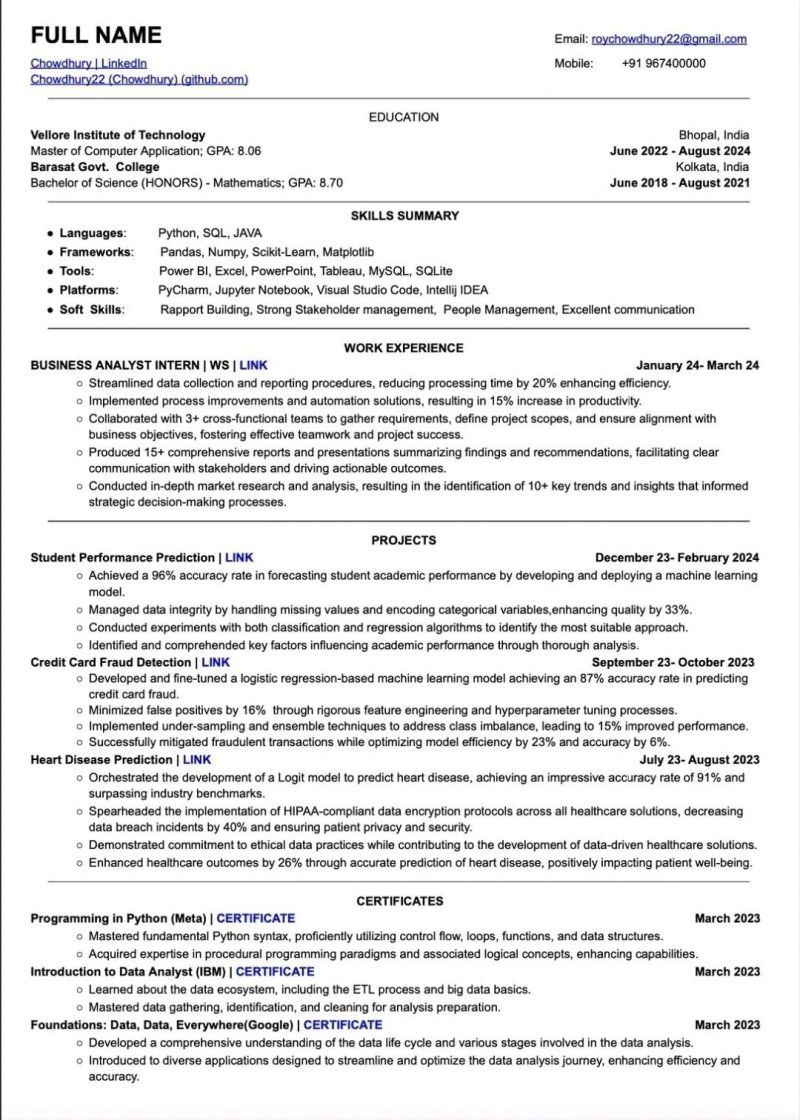 FULL NAME
Email: roychowdhury22@gmail.com
Chowdhury | LinkedIn
Mobile: +91 967400000
Chowdhury22 (Chowdhury) (github.com)
EDUCATION
Vellore Institute of Technology Bhopal, India
Master of Computer Application; GPA: 8.06 June 2022 - August 2024
Barasat Govt. College Kolkata, India
Bachelor of Science (HONORS) - Mathematics; GPA: 8.70 June 2018 - August 2021
SKILLS SUMMARY
● Languages: Python, SQL, JAVA
● Frameworks: Pandas, Numpy, Scikit-Learn, Matplotlib
● Tools: Power BI, Excel, PowerPoint, Tableau, MySQL, SQLite
● Platforms: PyCharm, Jupyter Notebook, Visual Studio Code, Intellij IDEA
● Soft Skills: Rapport Building, Strong Stakeholder management, People Management, Excellent communication
WORK EXPERIENCE
BUSINESS ANALYST INTERN | WS | LINK January 24- March 24
○ Streamlined data collection and reporting procedures, reducing processing time by 20% enhancing efficiency.
○ Implemented process improvements and automation solutions, resulting in 15% increase in productivity.
○ Collaborated with 3+ cross-functional teams to gather requirements, define project scopes, and ensure alignment with
business objectives, fostering effective teamwork and project success.
○ Produced 15+ comprehensive reports and presentations summarizing findings and recommendations, facilitating clear
communication with stakeholders and driving actionable outcomes.
○ Conducted in-depth market research and analysis, resulting in the identification of 10+ key trends and insights that informed
strategic decision-making processes.
PROJECTS
Student Performance Prediction | LINK December 23- February 2024
○ Achieved a 96% accuracy rate in forecasting student academic performance by developing and deploying a machine learning
model.
○ Managed data integrity by handling missing values and encoding categorical variables,enhancing quality by 33%.
○ Conducted experiments with both classification and regression algorithms to identify the most suitable approach.
○ Identified and comprehended key factors influencing academic performance through thorough analysis.
Credit Card Fraud Detection | LINK September 23- October 2023
○ Developed and fine-tuned a logistic regression-based machine learning model achieving an 87% accuracy rate in predicting
credit card fraud.
○ Minimized false positives by 16% through rigorous feature engineering and hyperparameter tuning processes.
○ Implemented under-sampling and ensemble techniques to address class imbalance, leading to 15% improved performance.
○ Successfully mitigated fraudulent transactions while optimizing model efficiency by 23% and accuracy by 6%.
Heart Disease Prediction | LINK July 23- August 2023
○ Orchestrated the development of a Logit model to predict heart disease, achieving an impressive accuracy rate of 91% and
surpassing industry benchmarks.
○ Spearheaded the implementation of HIPAA-compliant data encryption protocols across all healthcare solutions, decreasing
data breach incidents by 40% and ensuring patient privacy and security.
○ Demonstrated commitment to ethical data practices while contributing to the development of data-driven healthcare solutions.
○ Enhanced healthcare outcomes by 26% through accurate prediction of heart disease, positively impacting patient well-being.
CERTIFICATES
Programming in Python (Meta) | CERTIFICATE March 2023
○ Mastered fundamental Python syntax, proficiently utilizing control flow, loops, functions, and data structures.
○ Acquired expertise in procedural programming paradigms and associated logical concepts, enhancing capabilities.
Introduction to Data Analyst (IBM) | CERTIFICATE March 2023
○ Learned about the data ecosystem, including the ETL process and big data basics.
○ Mastered data gathering, identification, and cleaning for analysis preparation.
Foundations: Data, Data, Everywhere(Google) | CERTIFICATE March 2023
○ Developed a comprehensive understanding of the data life cycle and various stages involved in the data analysis.
○ Introduced to diverse applications designed to streamline and optimize the data analysis journey, enhancing efficiency and
accuracy.